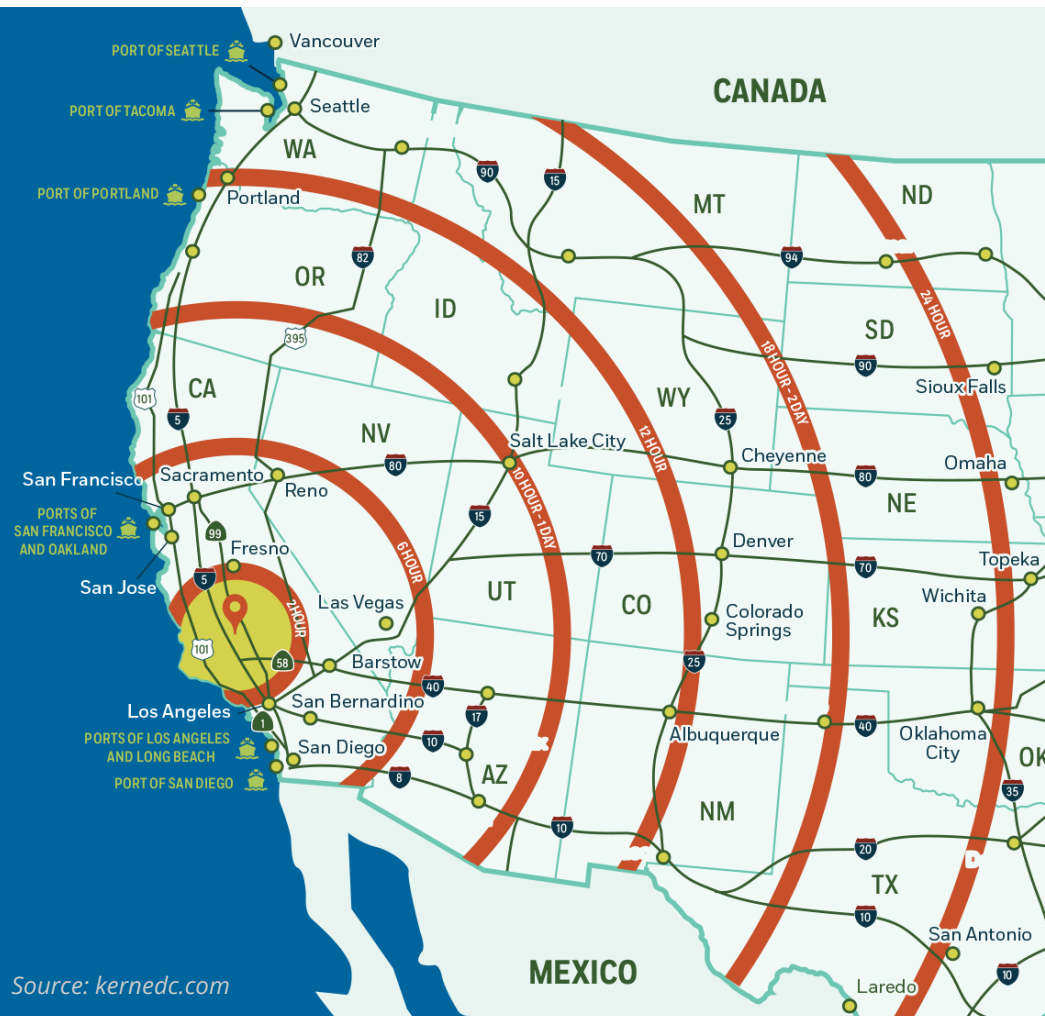 Vancouver
PORT OF SEATTLE
CANADA
PORT OF TACOMA
Seattle
WA
90
15
ND
PORT OF PORTLAND
Portland
MT
82
94
OR
ID
24 HOUR
SD
395
18 HOUR - 2 DAY
90
Sioux Falls
101
CA
WY
5
25
NV
12 HOUR
Salt Lake City
Cheyenne
Omaha
80
80
San Francisco
Sacramento
Reno
10 HOUR - 1 DAY
NE
PORTS OF
SAN FRANCISCO
AND OAKLAND
99
15
Fresno
6 HOUR
70
Denver
70
Topeka
San Jose
5
2 HOUR
Las Vegas
UT
CO
Colorado
Springs
KS
Wichita
101
58
Barstow
25
40
Los Angeles
San Bernardino
17
1
10
Albuquerque
40
Oklahoma
City
PORTS OF LOS ANGELES
AND LONG BEACH
San Diego
OK
PORT OF SAN DIEGO
8
AZ
35
NM
10
20
D
TX
10
San Antonio
MEXICO
10
Laredo
Source: kernedc.com